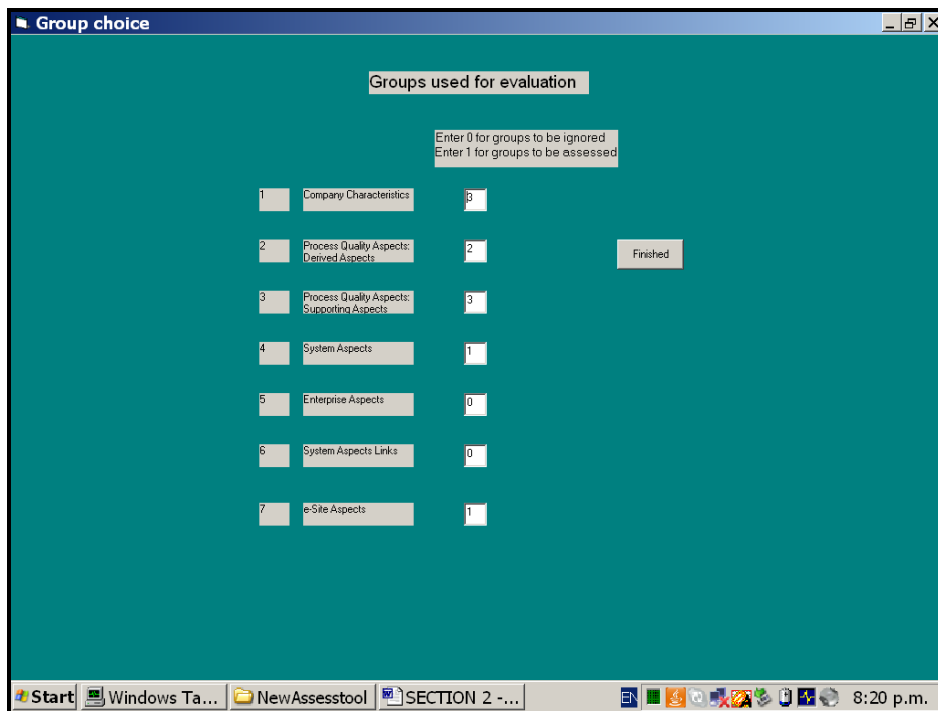 Group choice
Groups used for evaluation
Enter 0 for groups to be ignored
Enter 1 for groups to be assessed
1 Company Characteristics 3
2 Process Quality Aspects: 2
Derived Aspects
Finished
3 Process Quality Aspects: 3
Supporting Aspects
4 System Aspects 1
5 Enterprise Aspects 0
6 System Aspects Links 0
7 e-Site Aspects 1
Start Windows Ta... NewAssesstool SECTION 2 -... EN 8:20 p.m.